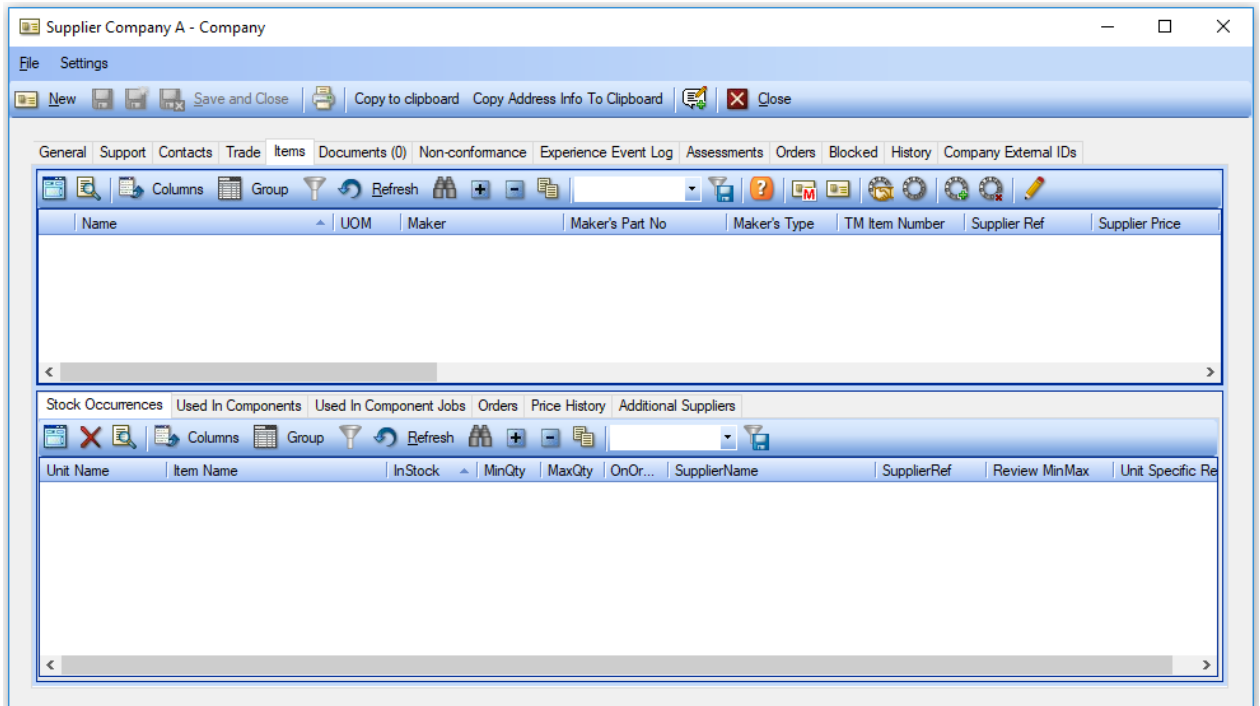 Supplier Company A - Company
File Settings
New Save and Close Copy to clipboard Copy Address Info To Clipboard Close
General Support Contacts Trade Items Documents (0) Non-conformance Experience Event Log Assessments Orders Blocked History Company External IDs
Columns Group Refresh ? M
Name UOM Maker Maker's Part No Maker's Type TM Item Number Supplier Ref Supplier Price
Stock Occurrences Used In Components Used In Component Jobs Orders Price History Additional Suppliers
Columns Group Refresh
Unit Name Item Name InStock MinQty MaxQty OnOr... SupplierName SupplierRef Review MinMax Unit Specific Re